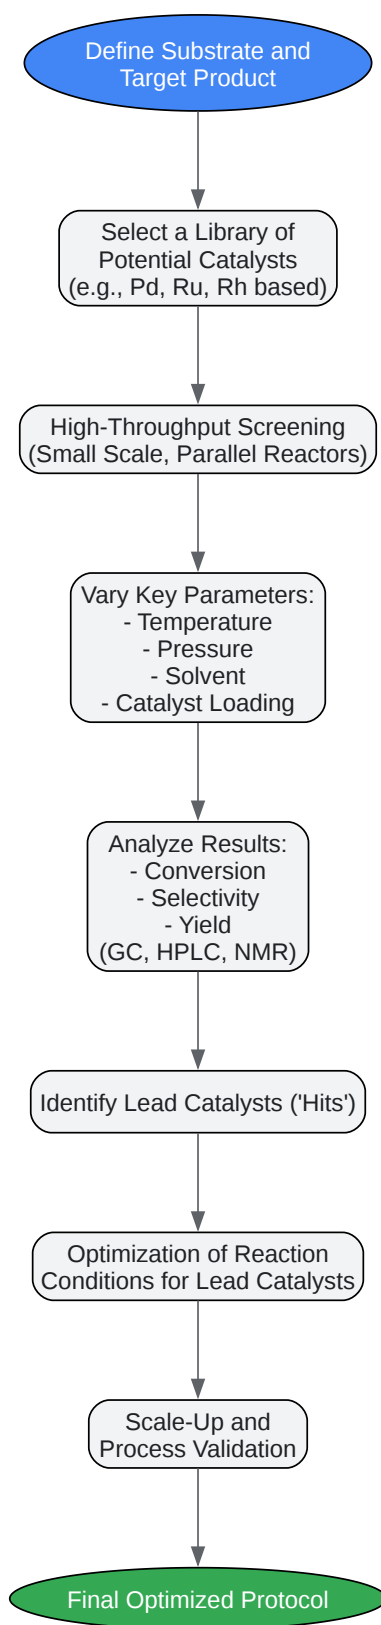 Define Substrate and
Target Product
Select a Library of
Potential Catalysts
(e.g., Pd, Ru, Rh based)
High-Throughput Screening
(Small Scale, Parallel Reactors)
Vary Key Parameters:
- Temperature
- Pressure
- Solvent
- Catalyst Loading
Analyze Results:
- Conversion
- Selectivity
- Yield
(GC, HPLC, NMR)
Identify Lead Catalysts ('Hits')
Optimization of Reaction
Conditions for Lead Catalysts
Scale-Up and
Process Validation
Final Optimized Protocol